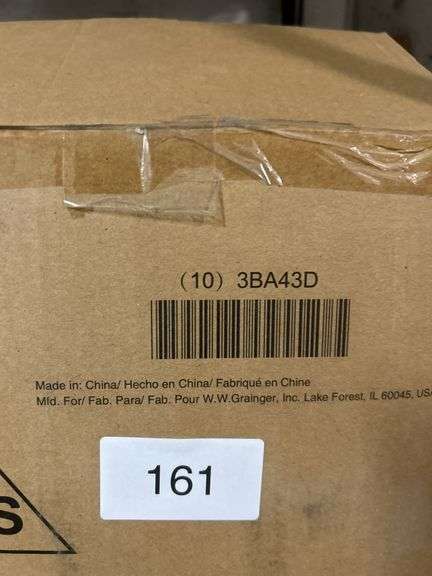 (10) 3BA43D
Made in: China/ Hecho en China/ Fabriqué en Chine
Mfd. For/ Fab. Para/ Fab. Pour W.W.Grainger, Inc. Lake Forest, IL 60045, USA
161
S